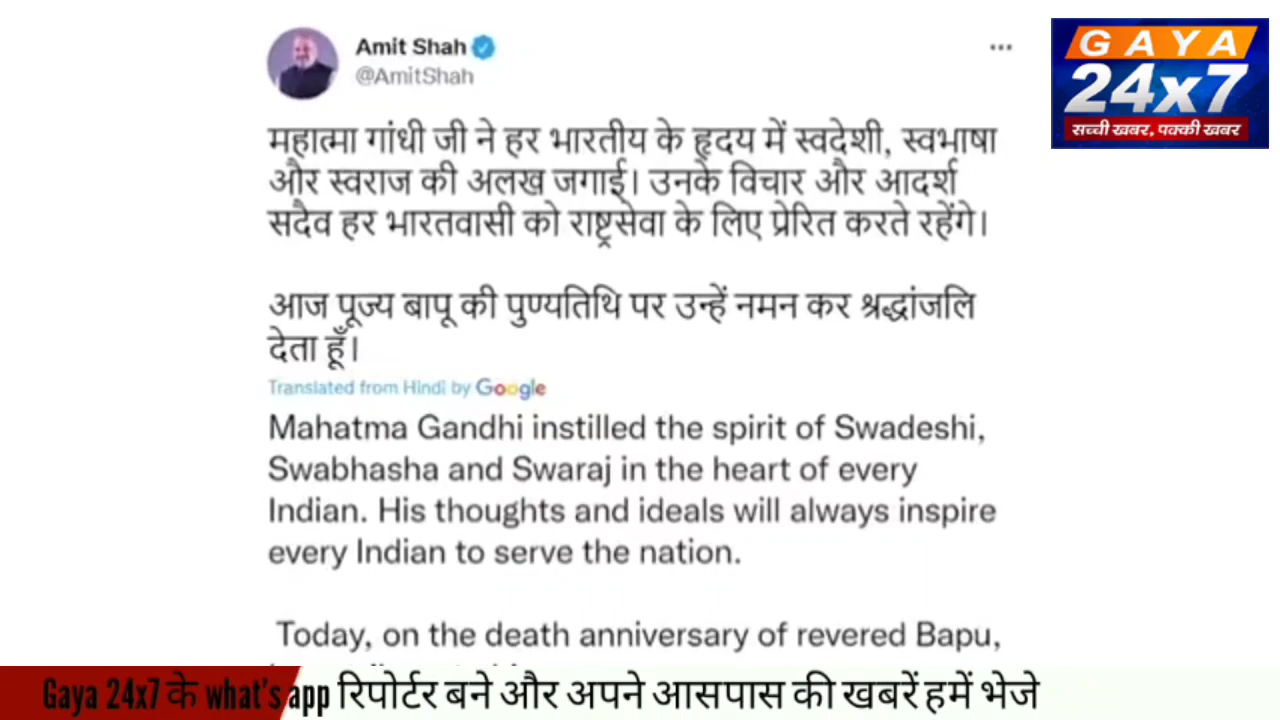 Amit Shah
@AmitShah
GAYA
24x7
सच्ची खबर, पक्की खबर
महात्मा गांधी जी ने हर भारतीय के हृदय में स्वदेशी, स्वभाषा
और स्वराज की अलख जगाई। उनके विचार और आदर्श
सदैव हर भारतवासी को राष्ट्रसेवा के लिए प्रेरित करते रहेंगे।
आज पूज्य बापू की पुण्यतिथि पर उन्हें नमन कर श्रद्धांजलि
देता हूँ।
Translated from Hindi by Google
Mahatma Gandhi instilled the spirit of Swadeshi,
Swabhasha and Swaraj in the heart of every
Indian. His thoughts and ideals will always inspire
every Indian to serve the nation.
Today, on the death anniversary of revered Bapu,
Gaya 24x7 के what's app रिपोर्टर बने और अपने आसपास की खबरें हमें भेजे